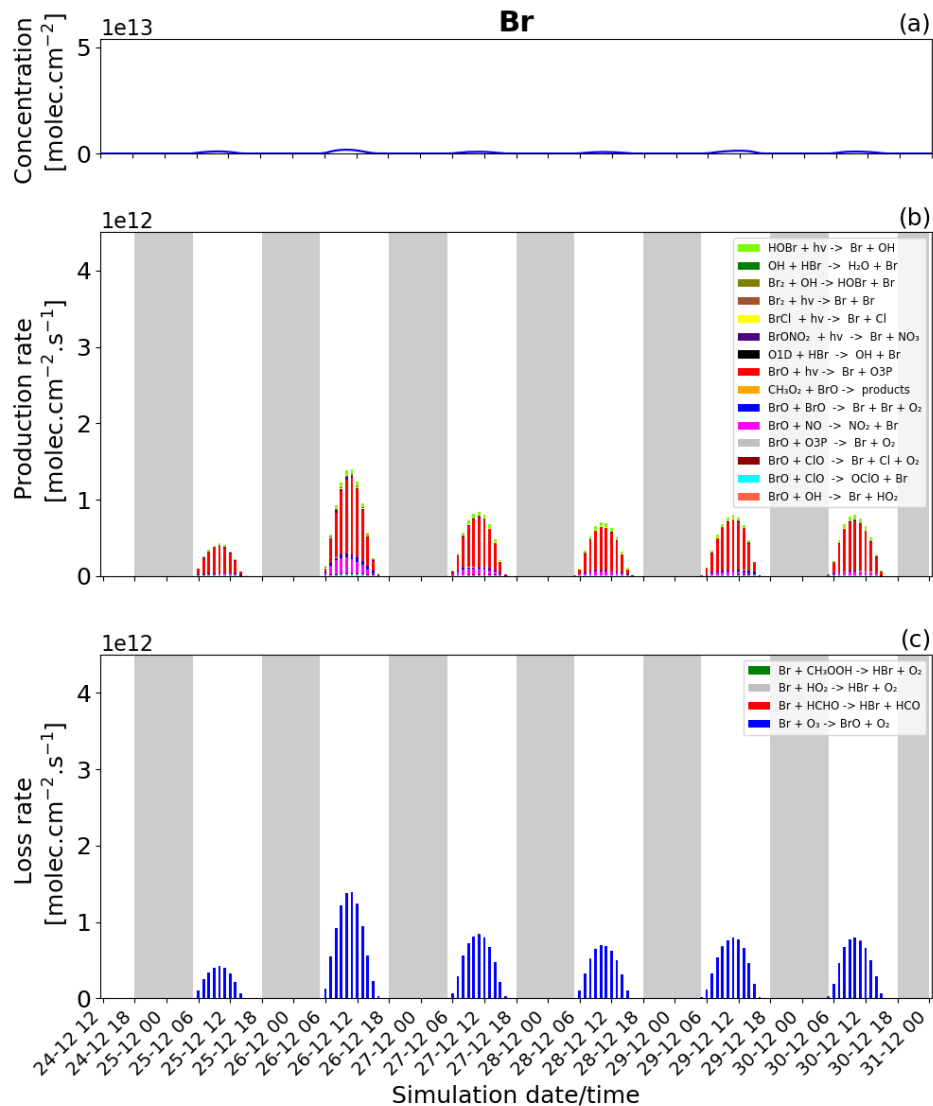 Br
(a)
1e13
Concentration
[molec.cm⁻²]
5
0
(b)
1e12
Production rate
[molec.cm⁻².s⁻¹]
4
3
2
1
0
HOBr + hv -> Br + OH
OH + HBr -> H₂O + Br
Br₂ + OH -> HOBr + Br
Br₂ + hv -> Br + Br
BrCl + hv -> Br + Cl
BrONO₂ + hv -> Br + NO₃
O1D + HBr -> OH + Br
BrO + hv -> Br + O3P
CH₃O₂ + BrO -> products
BrO + BrO -> Br + Br + O₂
BrO + NO -> NO₂ + Br
BrO + O3P -> Br + O₂
BrO + ClO -> Br + Cl + O₂
BrO + ClO -> OClO + Br
BrO + OH -> Br + HO₂
(c)
1e12
Loss rate
[molec.cm⁻².s⁻¹]
4
3
2
1
0
Br + CH₃OOH -> HBr + O₂
Br + HO₂ -> HBr + O₂
Br + HCHO -> HBr + HCO
Br + O₃ -> BrO + O₂
24-12 12
24-12 18
25-12 00
25-12 06
25-12 12
25-12 18
26-12 00
26-12 06
26-12 12
26-12 18
27-12 00
27-12 06
27-12 12
27-12 18
28-12 00
28-12 06
28-12 12
28-12 18
29-12 00
29-12 06
29-12 12
29-12 18
30-12 00
30-12 06
30-12 12
30-12 18
31-12 00
Simulation date/time